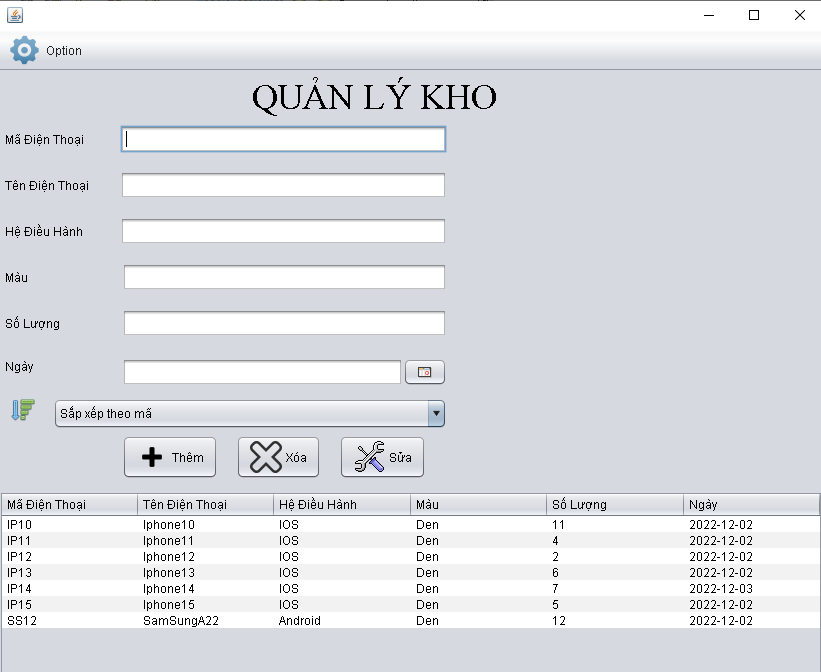 Option
QUẢN LÝ KHO
Mã Điện Thoại
Tên Điện Thoại
Hệ Điều Hành
Màu
Số Lượng
Ngày
Sắp xếp theo mã
Thêm Xóa Sửa
Mã Điện Thoại Tên Điện Thoại Hệ Điều Hành Màu Số Lượng Ngày
IP10 Iphone10 IOS Den 11 2022-12-02
IP11 Iphone11 IOS Den 4 2022-12-02
IP12 Iphone12 IOS Den 2 2022-12-02
IP13 Iphone13 IOS Den 6 2022-12-02
IP14 Iphone14 IOS Den 7 2022-12-03
IP15 Iphone15 IOS Den 5 2022-12-02
SS12 SamSungA22 Android Den 12 2022-12-02